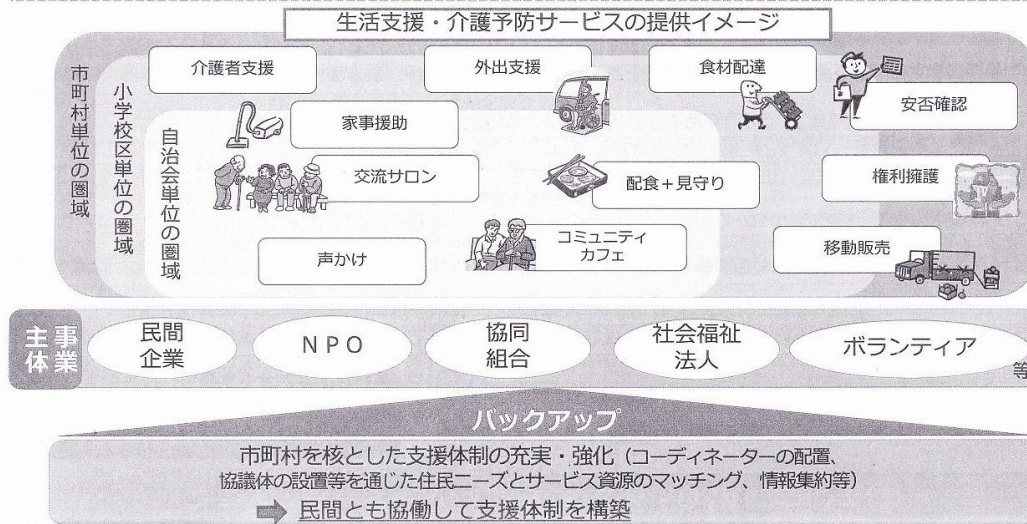 生活支援・介護予防サービスの提供イメージ
市町村単位の圏域
小学校区単位の圏域
自治会単位の圏域
介護者支援
外出支援
食材配達
安否確認
家事援助
交流サロン
配食+見守り
権利擁護
声かけ
コミュニティ
カフェ
移動販売
事業
主体
民間
企業
NPO
協同
組合
社会福祉
法人
ボランティア
等
バックアップ
市町村を核とした支援体制の充実・強化(コーディネーターの配置、
協議体の設置等を通じた住民ニーズとサービス資源のマッチング、情報集約等)
➡ 民間とも協働して支援体制を構築